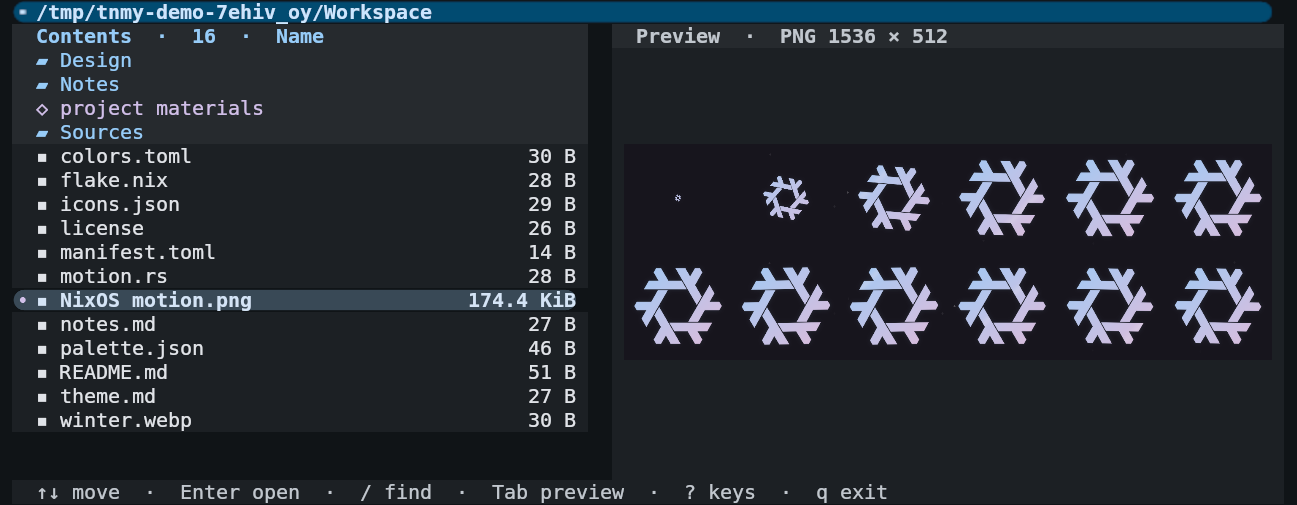 /tmp/tnmy-demo-7ehiv_oy/Workspace
Contents · 16 · Name
Design
Notes
project materials
Sources
colors.toml 30 B
flake.nix 28 B
icons.json 29 B
license 26 B
manifest.toml 14 B
motion.rs 28 B
NixOS motion.png 174.4 KiB
notes.md 27 B
palette.json 46 B
README.md 51 B
theme.md 27 B
winter.webp 30 B
Preview · PNG 1536 × 512
↑↓ move · Enter open · / find · Tab preview · ? keys · q exit